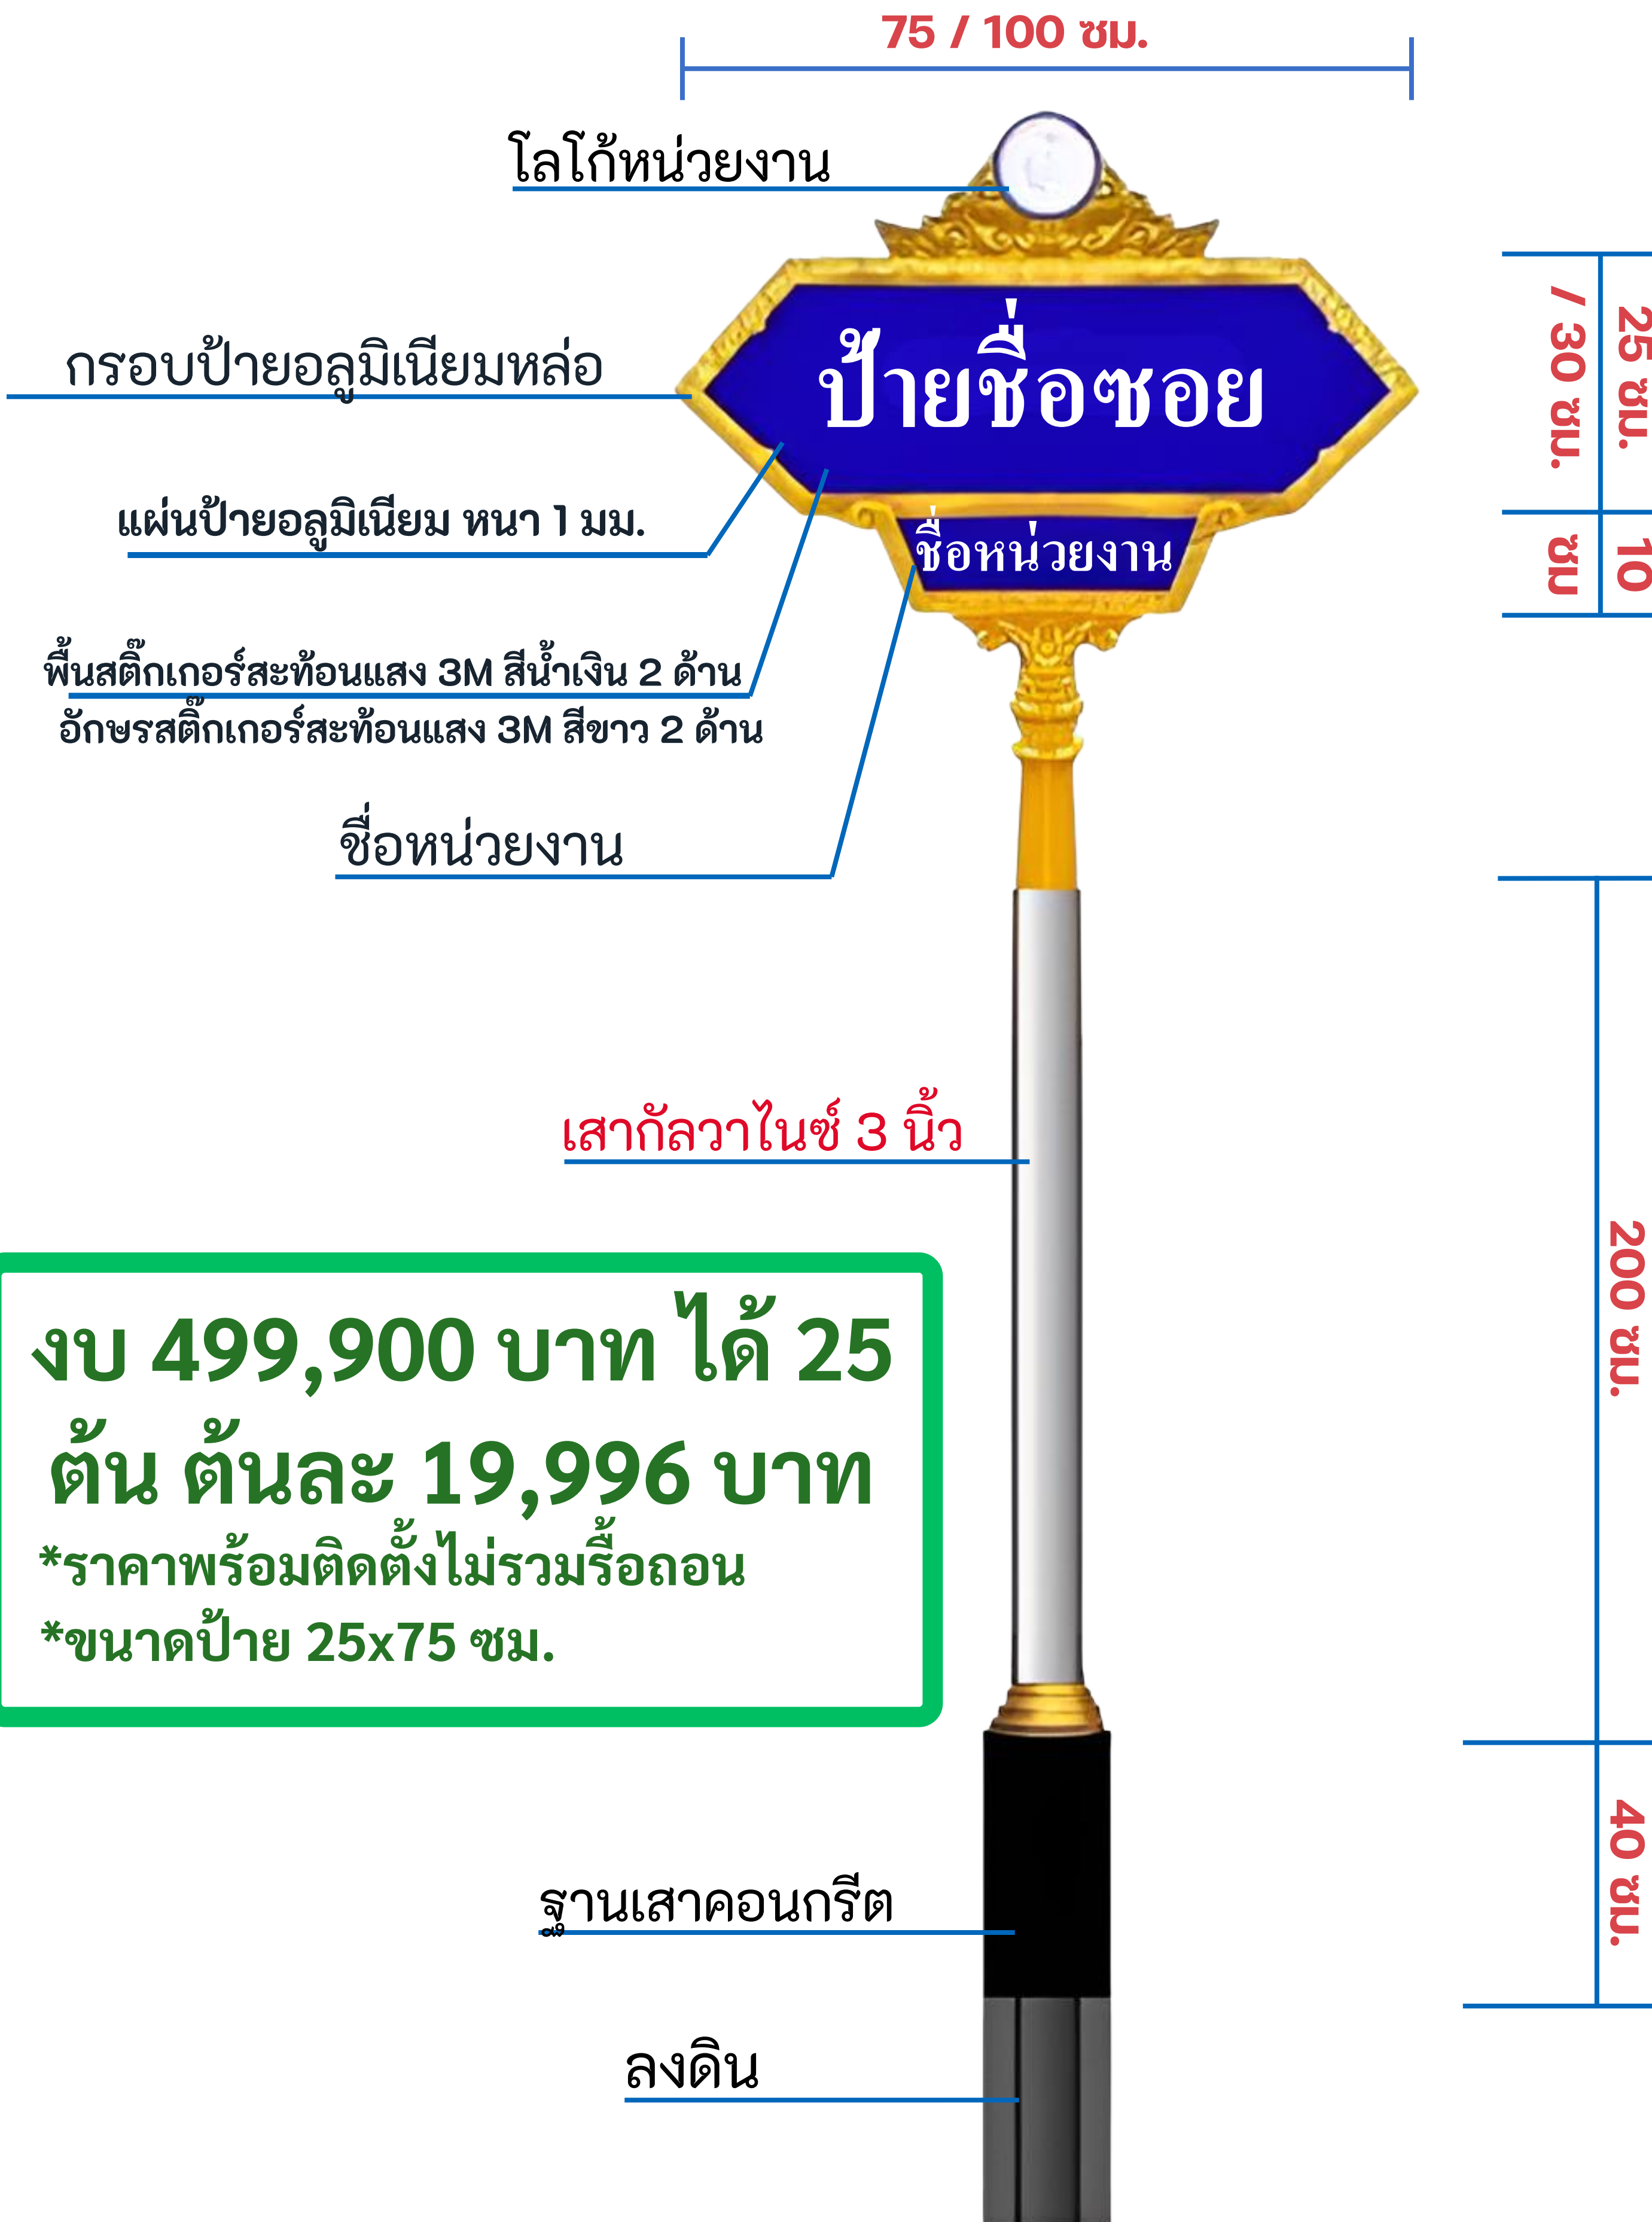 75 / 100 ซม.
โลโก้หน่วยงาน
กรอบป้ายอลูมิเนียมหล่อ
ป้ายชื่อซอย
25 ซม.
/ 30 ซม.
แผ่นป้ายอลูมิเนียม หนา 1 มม.
ชื่อหน่วยงาน
10
ซม
พื้นสติ๊กเกอร์สะท้อนแสง 3M สีน้ำเงิน 2 ด้าน
อักษรสติ๊กเกอร์สะท้อนแสง 3M สีขาว 2 ด้าน
ชื่อหน่วยงาน
เสากัลวาไนซ์ 3 นิ้ว
200 ซม.
งบ 499,900 บาท ได้ 25
ต้น ต้นละ 19,996 บาท
*ราคาพร้อมติดตั้งไม่รวมรื้อถอน
*ขนาดป้าย 25x75 ซม.
40 ซม.
ฐานเสาคอนกรีต
ลงดิน